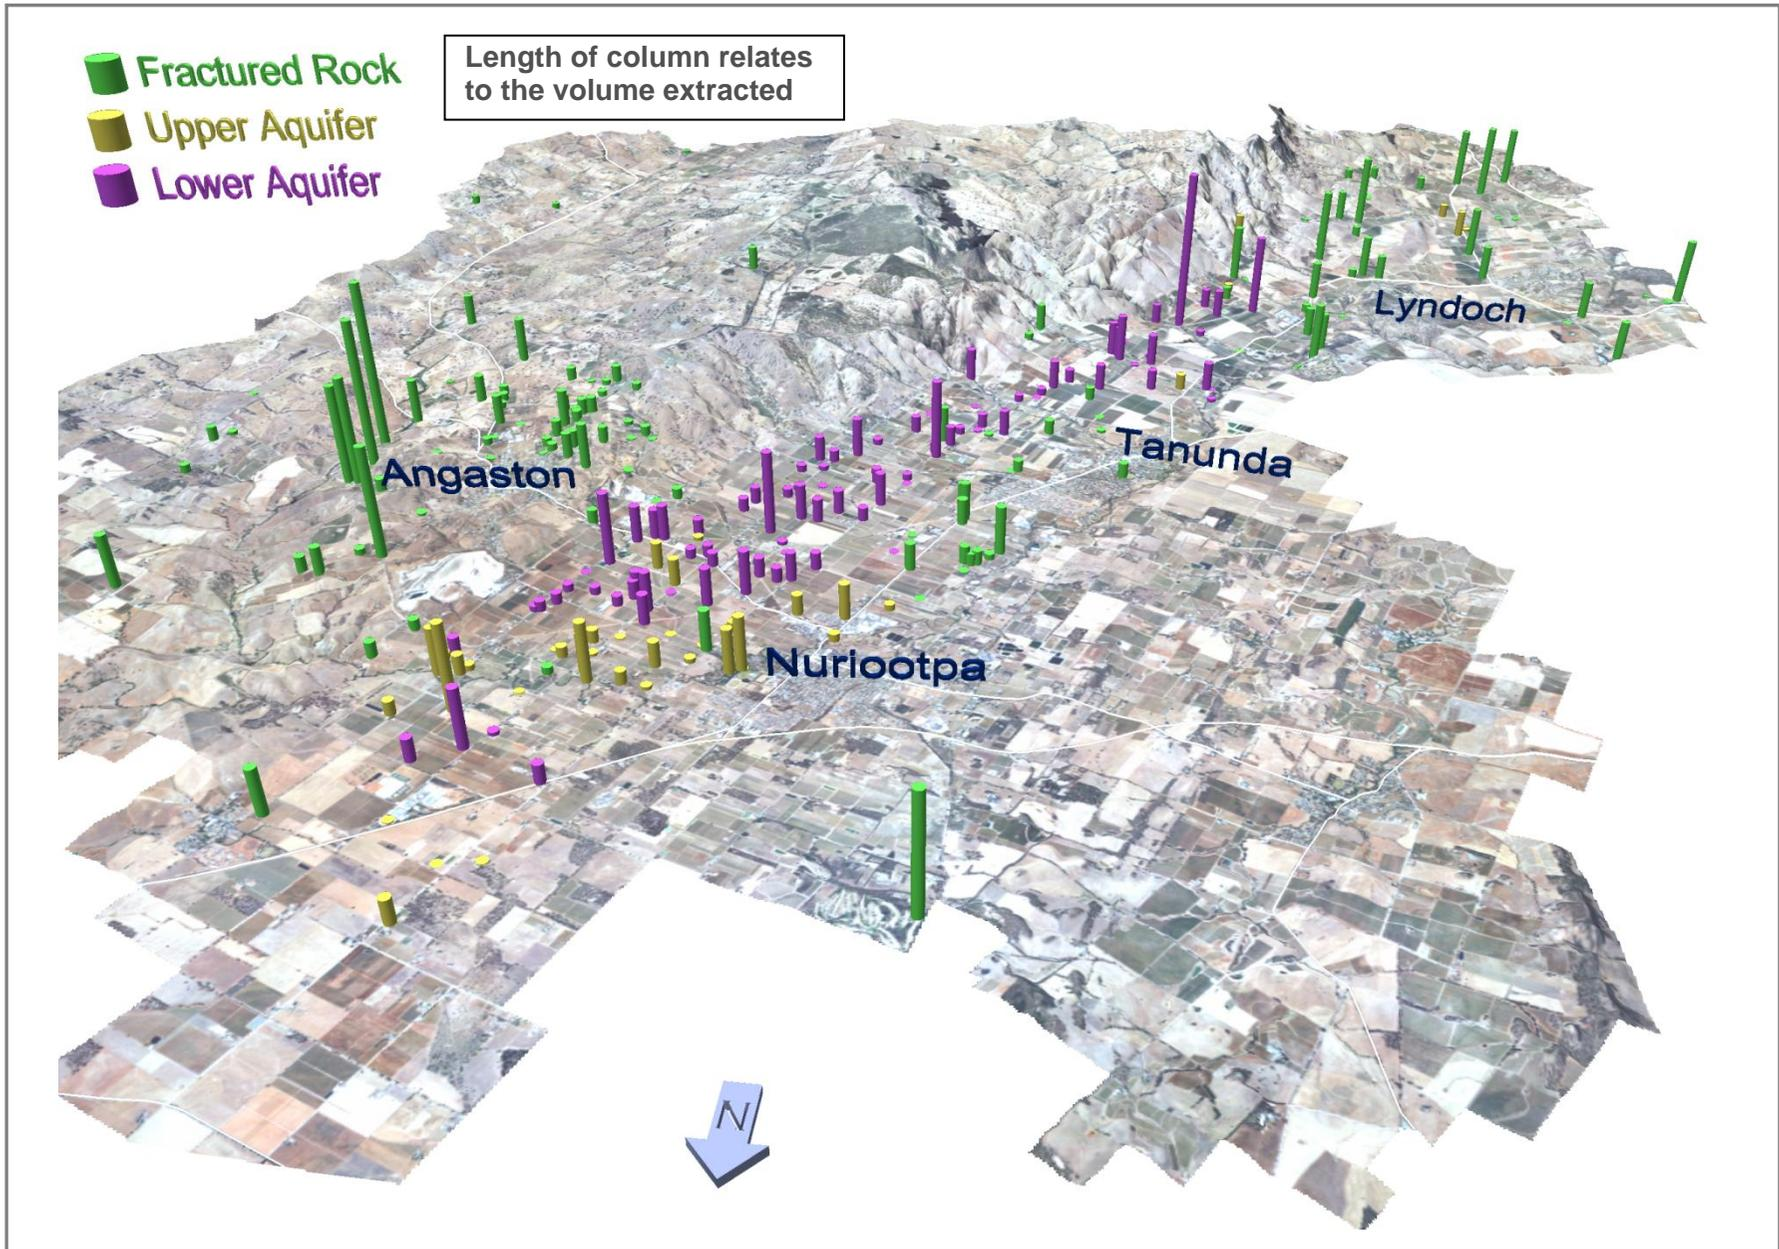 Fractured Rock
Upper Aquifer
Lower Aquifer
Length of column relates
to the volume extracted
Lyndoch
Tanunda
Angaston
Nuriootpa
N